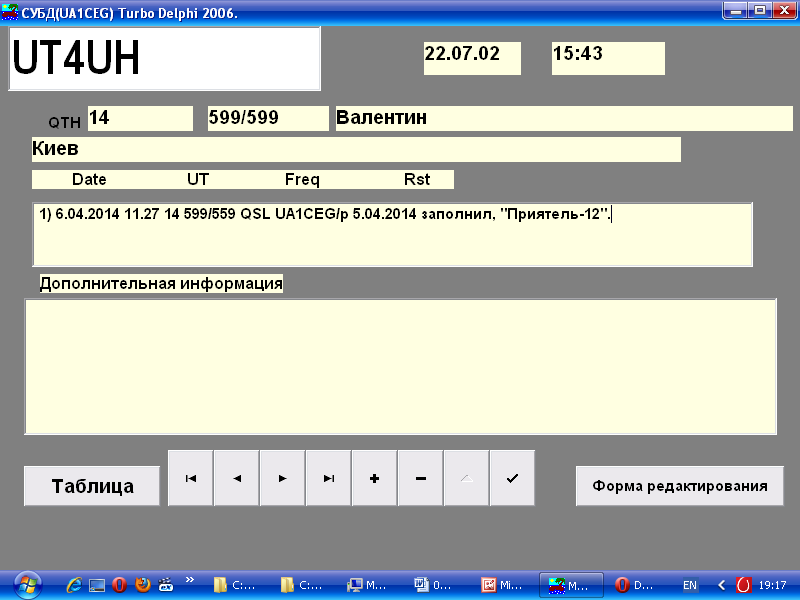 СУБД(UA1CEG) Turbo Delphi 2006.
UT4UH
22.07.02 15:43
QTH 14 599/599 Валентин
Киев
Date UT Freq Rst
1) 6.04.2014 11.27 14 599/559 QSL UA1CEG/p 5.04.2014 заполнил, "Приятель-12".
Дополнительная информация
Таблица
Форма редактирования
C:... C:... M... 0... Mi... M... D... EN 19:17